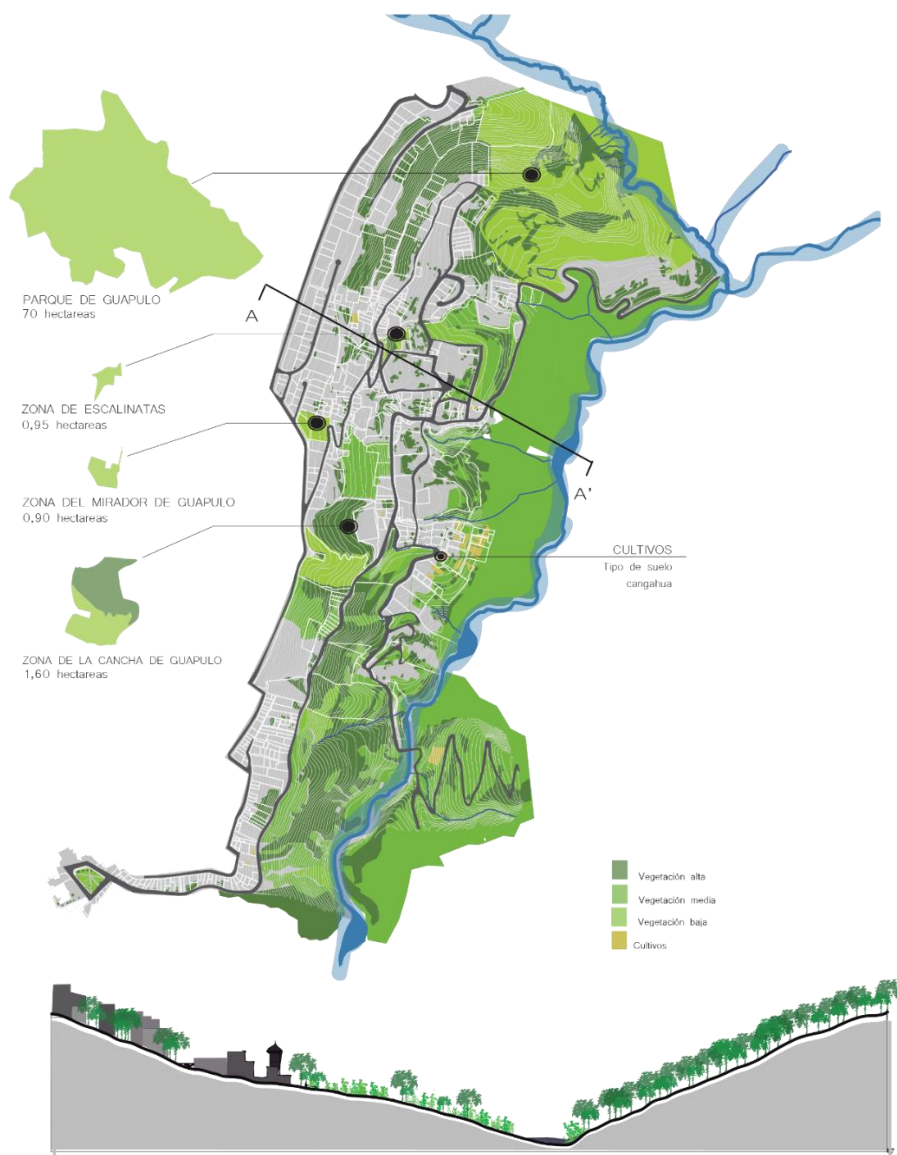 PARQUE DE GUAPULO
70 hectareas
A
ZONA DE ESCALINATAS
0,95 hectareas
ZONA DEL MIRADOR DE GUAPULO
0,90 hectareas
A'
CULTIVOS
Tipo de suelo
cangahua
ZONA DE LA CANCHA DE GUAPULO
1,60 hectareas
Vegetación alta
Vegetación media
Vegetación baja
Cultivos